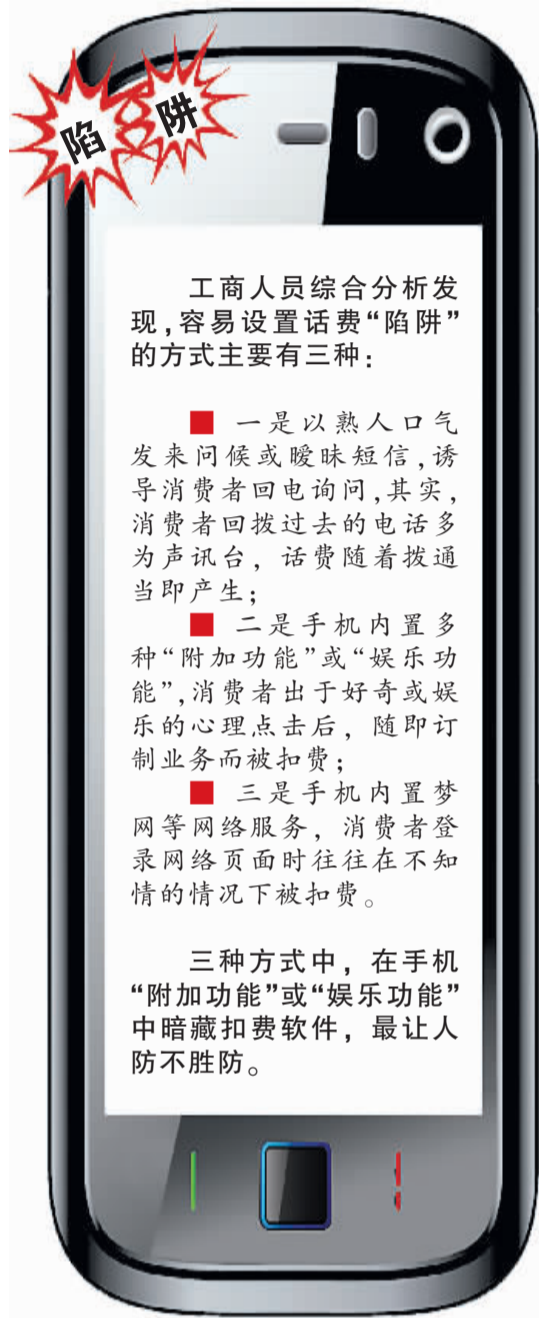 陷
阱
工商人员综合分析发
现,容易设置话费“陷阱”
的方式主要有三种：
■ 一是以熟人口气
发来问候或暧昧短信,诱
导消费者回电询问,其实,
消费者回拨过去的电话多
为声讯台，话费随着拨通
当即产生；
■ 二是手机内置多
种“附加功能”或“娱乐功
能”,消费者出于好奇或娱
乐的心理点击后，随即订
制业务而被扣费；
■ 三是手机内置梦
网等网络服务，消费者登
录网络页面时往往在不知
情的情况下被扣费。
三种方式中，在手机
“附加功能”或“娱乐功能”
中暗藏扣费软件，最让人
防不胜防。